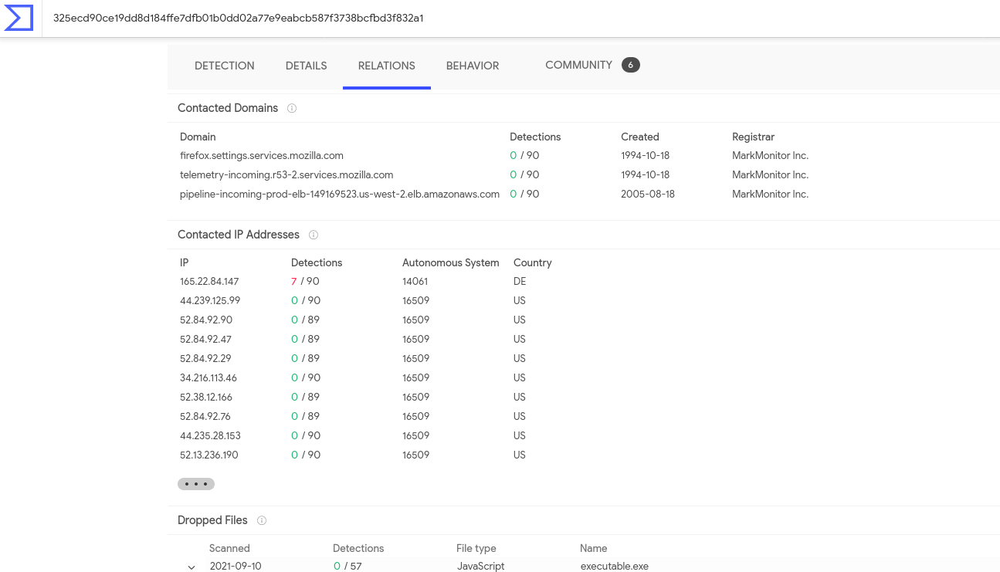 325ecd90ce19dd8d184ffe7dfb01b0dd02a77e9eabcb587f3738bcfbd3f832a1
DETECTION DETAILS RELATIONS BEHAVIOR COMMUNITY 6
Contacted Domains
Domain Detections Created Registrar
firefox.settings.services.mozilla.com 0 / 90 1994-10-18 MarkMonitor Inc.
telemetry-incoming.r53-2.services.mozilla.com 0 / 90 1994-10-18 MarkMonitor Inc.
pipeline-incoming-prod-elb-149169523.us-west-2.elb.amazonaws.com 0 / 90 2005-08-18 MarkMonitor Inc.
Contacted IP Addresses
IP Detections Autonomous System Country
165.22.84.147 7 / 90 14061 DE
44.239.125.99 0 / 90 16509 US
52.84.92.90 0 / 89 16509 US
52.84.92.47 0 / 89 16509 US
52.84.92.29 0 / 89 16509 US
34.216.113.46 0 / 90 16509 US
52.38.12.166 0 / 89 16509 US
52.84.92.76 0 / 89 16509 US
44.235.28.153 0 / 90 16509 US
52.13.236.190 0 / 90 16509 US
Dropped Files
Scanned Detections File type Name
2021-09-10 0 / 57 JavaScript executable.exe